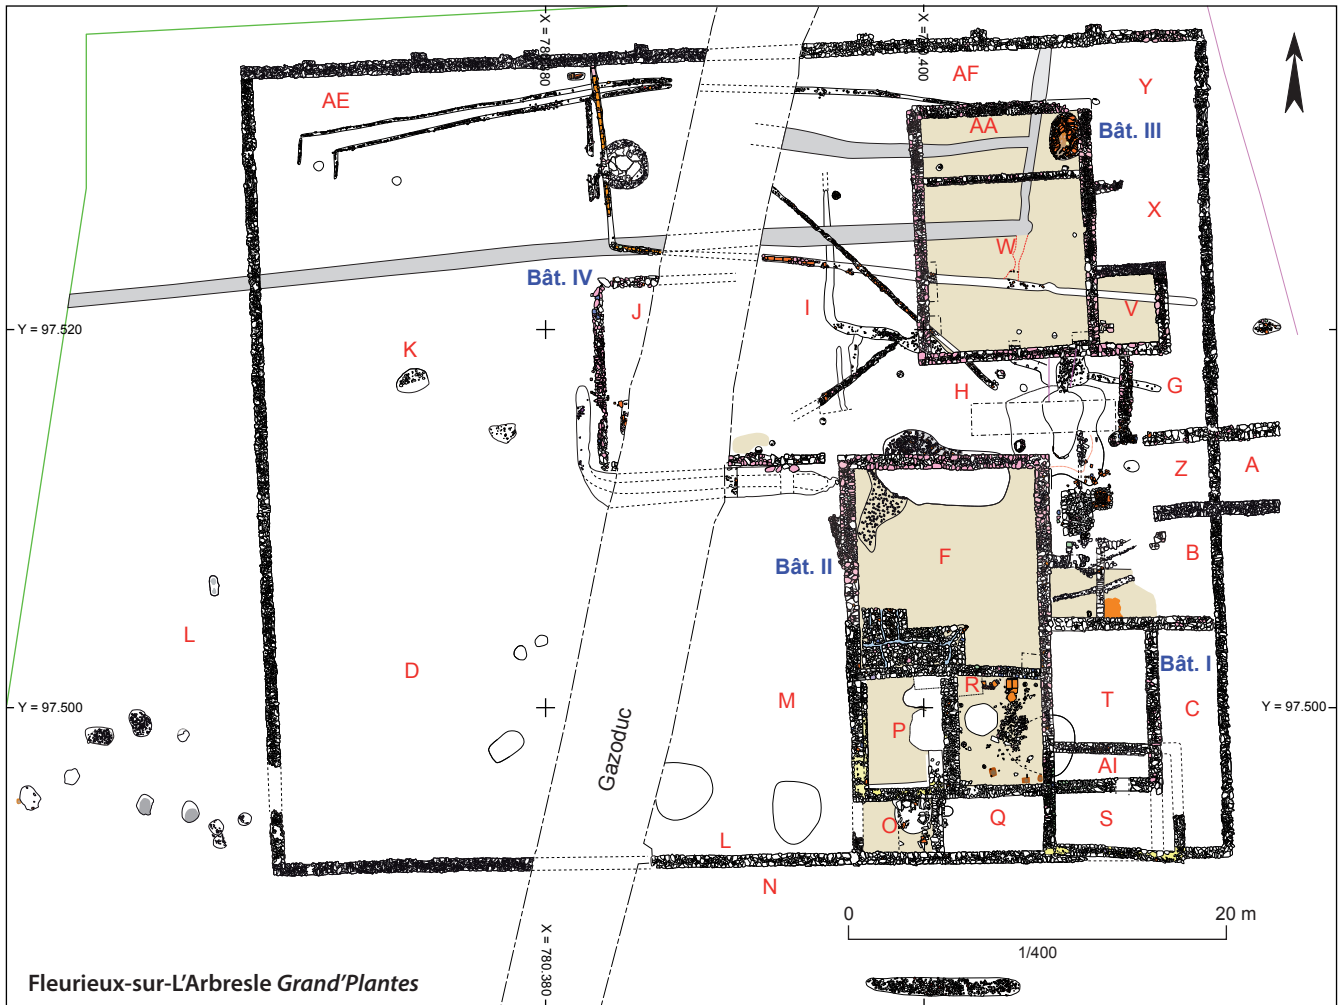 X = 780.380
X = 780.400
AE
AF
Y
AA
Bât. III
X
W
Bât. IV
J
I
V
Y = 97.520
K
H
G
Z
A
F
B
Bât. II
L
D
M
R
T
Bât. I
C
Y = 97.500
Y = 97.500
P
Gazoduc
AI
O
Q
S
L
N
0
20 m
1/400
X = 780.380
Fleurieux-sur-L'Arbresle Grand'Plantes